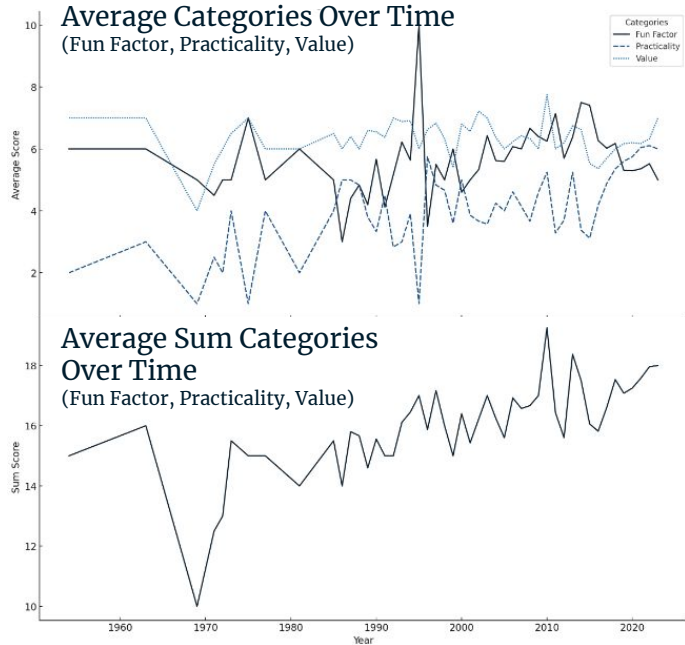 Average Categories Over Time
(Fun Factor, Practicality, Value)
Categories
Fun Factor
Practicality
Value
10
8
6
4
2
Average Score
Average Sum Categories
Over Time
(Fun Factor, Practicality, Value)
18
16
14
12
10
Sum Score
1960 1970 1980 1990 2000 2010 2020
Year